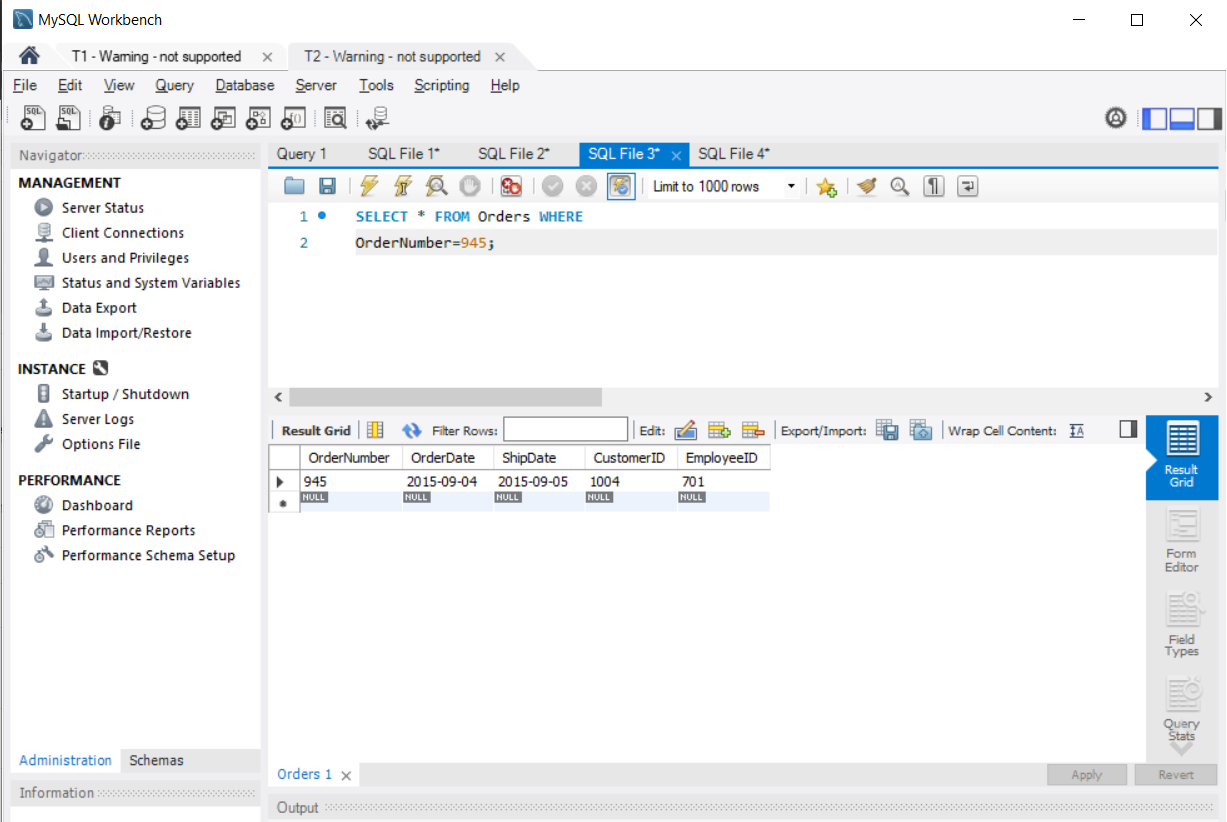 MySQL Workbench
T1 - Warning - not supported
T2 - Warning - not supported
File Edit View Query Database Server Tools Scripting Help
Navigator
MANAGEMENT
Server Status
Client Connections
Users and Privileges
Status and System Variables
Data Export
Data Import/Restore
INSTANCE
Startup / Shutdown
Server Logs
Options File
PERFORMANCE
Dashboard
Performance Reports
Performance Schema Setup
Administration Schemas
Information
Query 1 SQL File 1* SQL File 2* SQL File 3* SQL File 4*
Limit to 1000 rows
1 SELECT * FROM Orders WHERE
2 OrderNumber=945;
Result Grid Filter Rows: Edit: Export/Import: Wrap Cell Content:
OrderNumber OrderDate ShipDate CustomerID EmployeeID
945 2015-09-04 2015-09-05 1004 701
NULL NULL NULL NULL NULL
Result
Grid
Form
Editor
Field
Types
Query
Stats
Orders 1
Apply Revert
Output